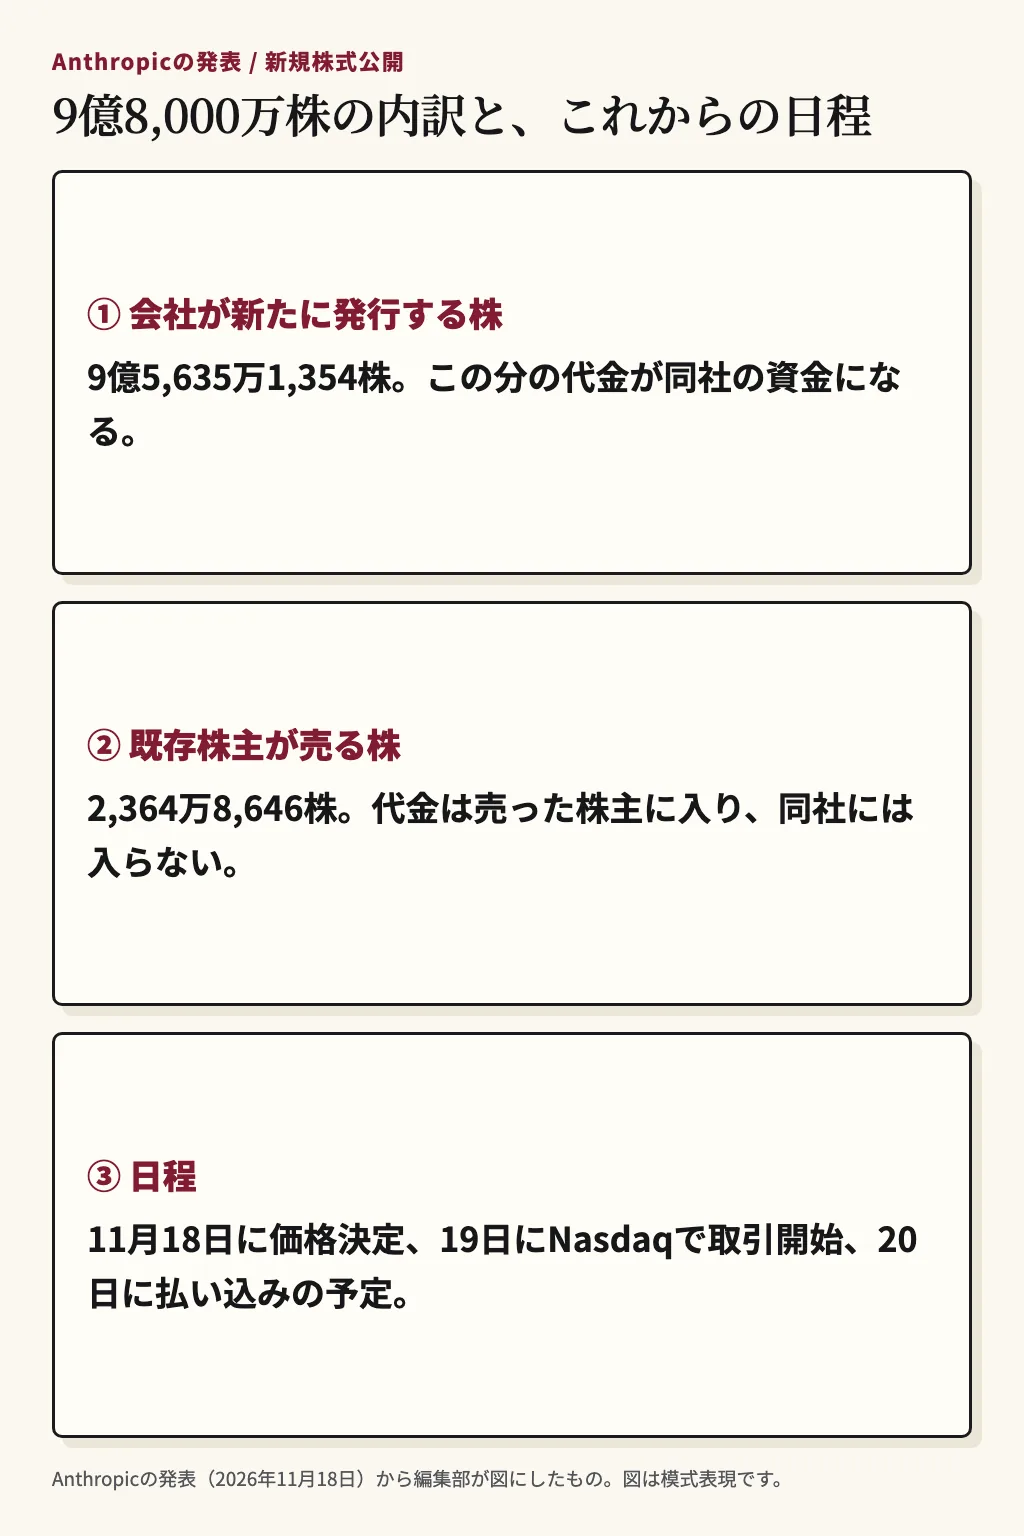 Anthropicの発表 / 新規株式公開
9億8,000万株の内訳と、これからの日程
① 会社が新たに発行する株
9億5,635万1,354株。この分の代金が同社の資金にな
る。
② 既存株主が売る株
2,364万8,646株。代金は売った株主に入り、同社には
入らない。
③ 日程
11月18日に価格決定、19日にNasdaqで取引開始、20
日に払い込みの予定。
Anthropicの発表（2026年11月18日）から編集部が図にしたもの。図は模式表現です。